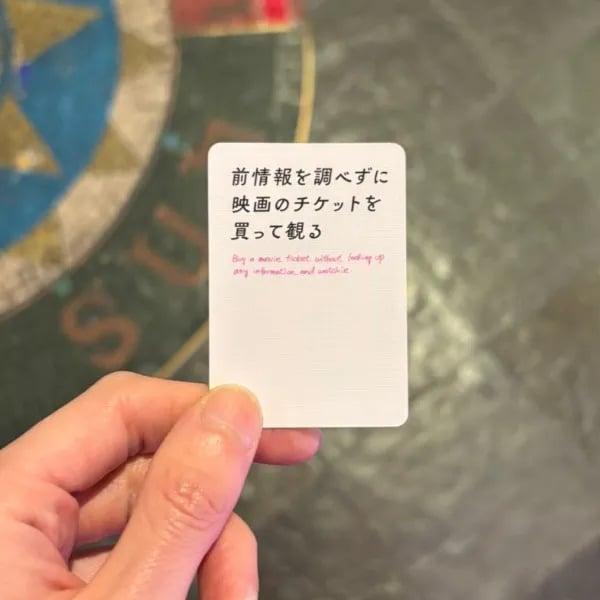 前情報を調べずに
映画のチケットを
買って観る
Buy a movie ticket without looking up
any information and watch it
SUR